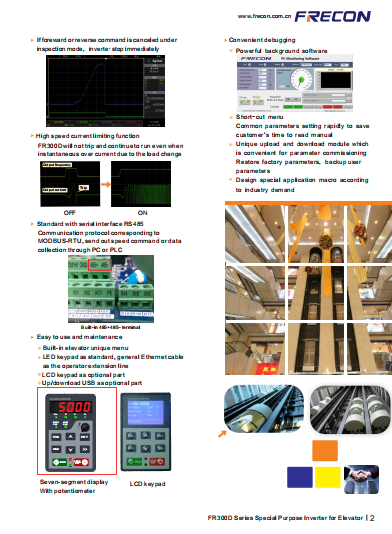 www.frecon.com.cn FRECON
If forward or reverse command is canceled under
inspection mode, inverter stop immediately
High speed current limiting function
FR300D will not trip and continue to run even when
instantaneous over current due to the load change
Output frequency
Output current
Trip
OFF ON
Standard with serial interface RS485
Communication protocol corresponding to
MODBUS-RTU, send out speed command or data
collection through PC or PLC
485+ 485-
Built-in 485+485- terminal
Easy to use and maintenance
Built-in elevator unique menu
LED keypad as standard, general Ethernet cable
as the operator extension line
LCD keypad as optional part
Up/download USB as optional part
5000
Seven-segment display
With potentiometer
LCD keypad
Convenient debugging
Powerful background software
FRECON PC Monitoring Software
Short-cut menu
Common parameters setting rapidly to save
customer's time to read manual
Unique upload and download module which
is convenient for parameter commissioning
Restore factory parameters, backup user
parameters
Design special application macro according
to industry demand
FR300D Series Special Purpose Inverter for Elevator | 2